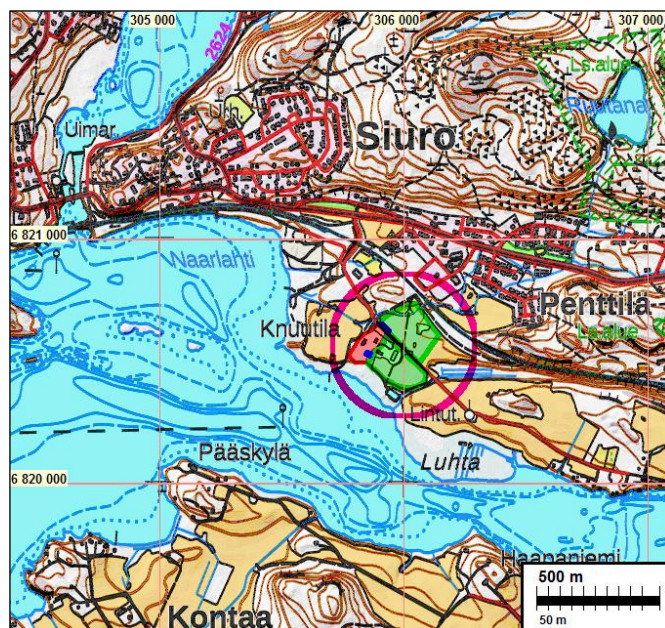 305 000
306 000
307 000
2624
Ls.alue
Ruutana
Urh.
Uimar.
Siuro
6 821 000
Naarlahti
Penttilä
Knuutila
Ls.alue
Lintut.
Pääskylä
Luhta
6 820 000
Haapaniemi
500 m
50 m
Kontaa